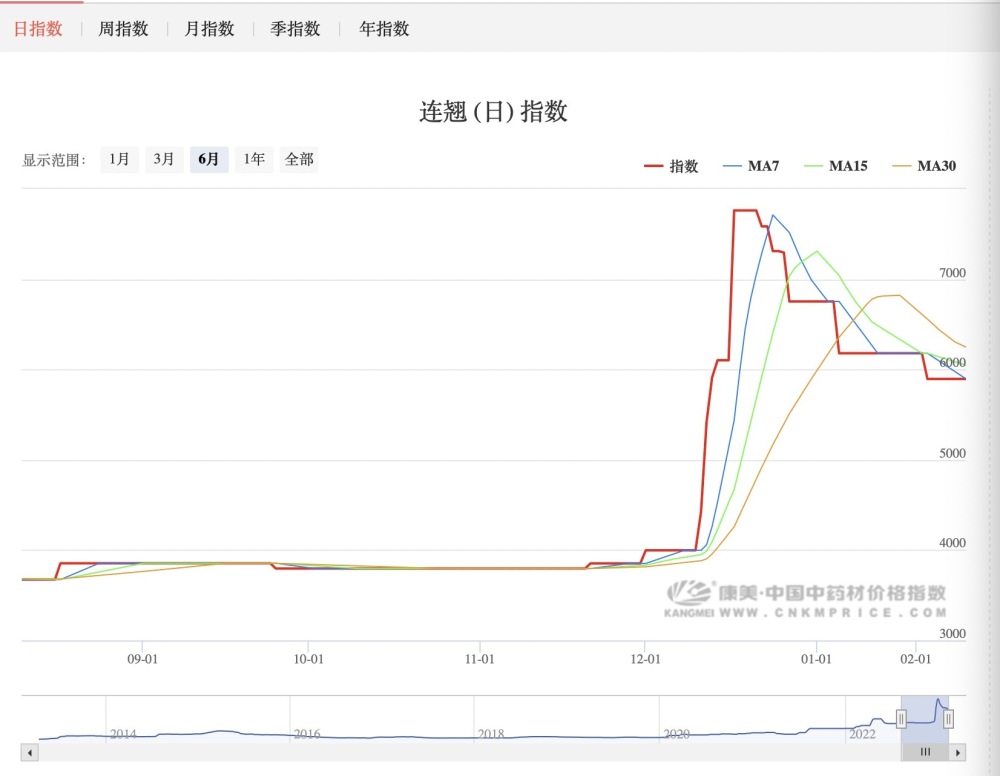 日指数 周指数 月指数 季指数 年指数
连翘 (日) 指数
显示范围： 1月 3月 6月 1年 全部
指数 MA7 MA15 MA30
7000
6000
5000
4000
康美·中国中药材价格指数
KANGMEI WWW.CNKMPRICE.COM
3000
09-01 10-01 11-01 12-01 01-01 02-01
2014 2016 2018 2020 2022